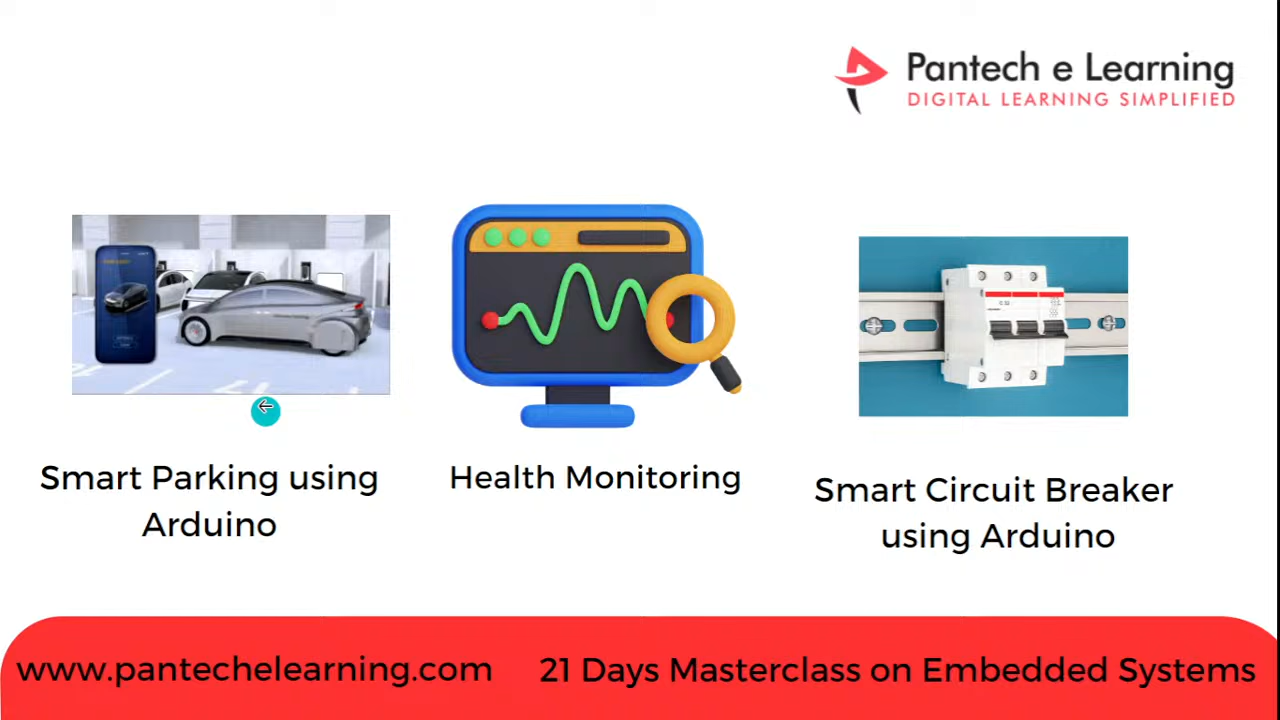 Pantech e Learning
DIGITAL LEARNING SIMPLIFIED
Smart Parking using
Arduino
Health Monitoring
Smart Circuit Breaker
using Arduino
www.pantechelearning.com
21 Days Masterclass on Embedded Systems